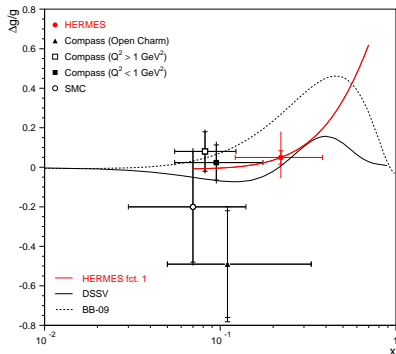 Δg/g
0.8
0.6
0.4
0.2
0
-0.2
-0.4
-0.6
-0.8
HERMES
Compass (Open Charm)
Compass (Q² > 1 GeV²)
Compass (Q² < 1 GeV²)
SMC
HERMES fct. 1
DSSV
BB-09
10⁻² 10⁻¹ 1
x